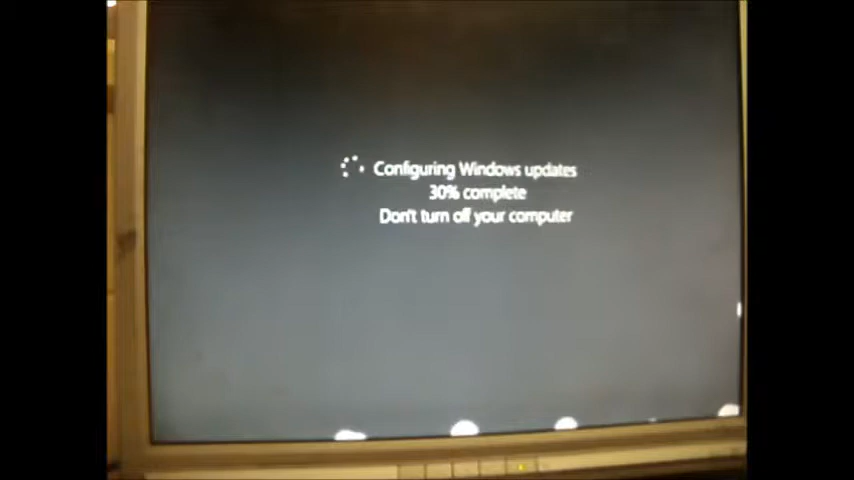 Configuring Windows updates
30% complete
Don't turn off your computer